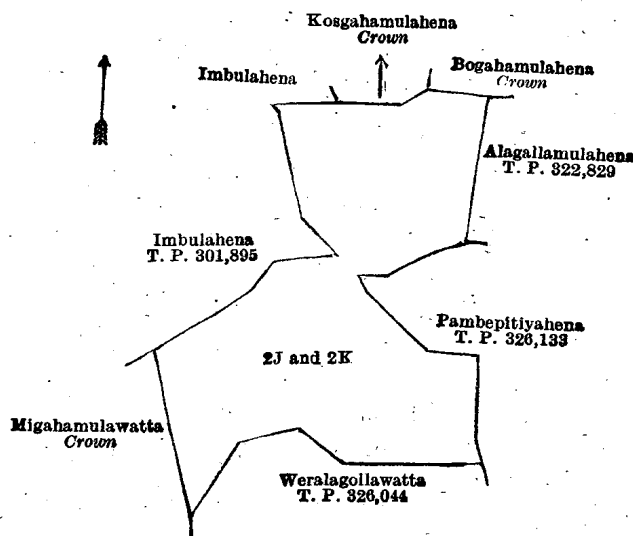 Kosgahamulahena
Crown
Imbulahena
Bogahamulahena
Crown
Alagallamulahena
T. P. 322,829
Imbulahena
T. P. 301,895
Pambepitiyahena
T. P. 326,133
2J and 2K
Migahamulawatta
Crown
Weralagollawatta
T. P. 326,044